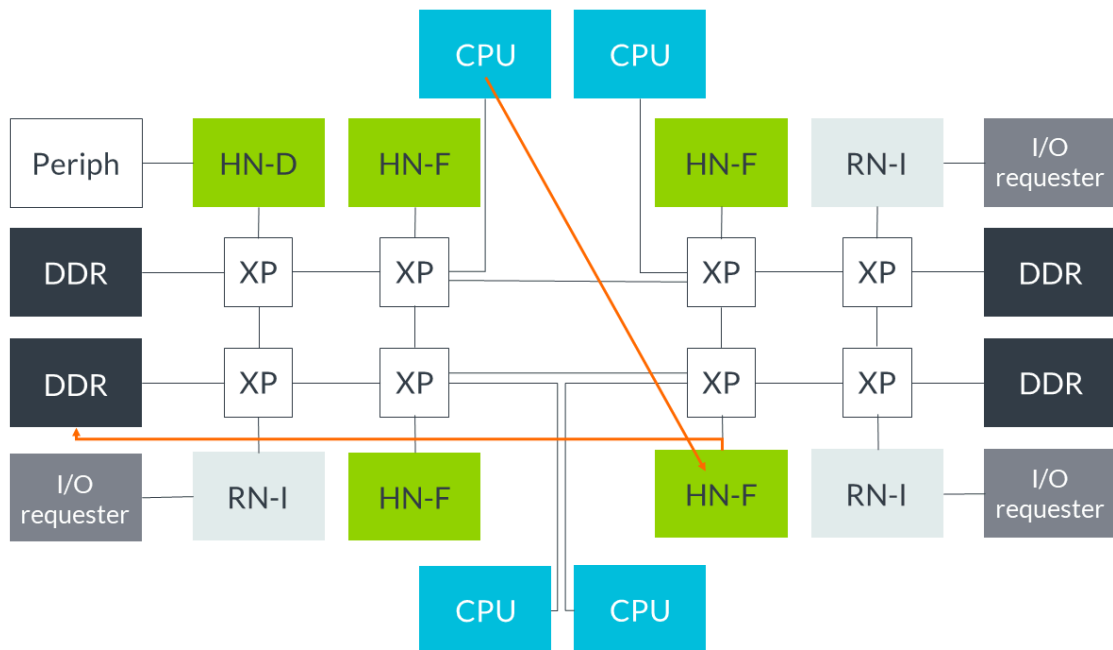 CPU
CPU
Periph
HN-D
HN-F
HN-F
RN-I
I/O
requester
DDR
XP
XP
XP
XP
DDR
DDR
XP
XP
XP
XP
DDR
I/O
requester
RN-I
HN-F
HN-F
RN-I
I/O
requester
CPU
CPU